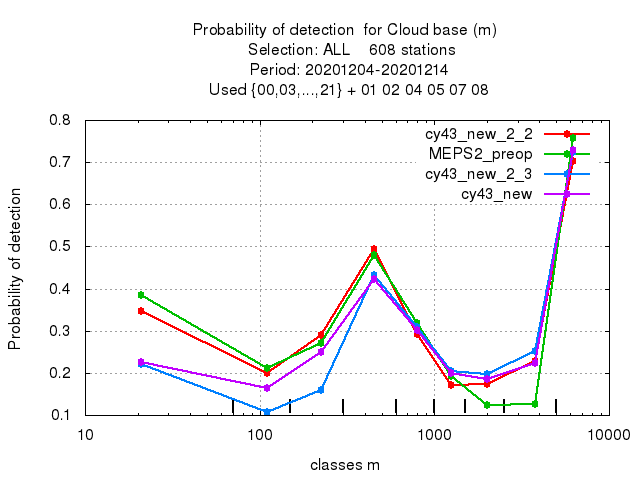 Probability of detection  for Cloud base (m)
Selection: ALL    608 stations
Period: 20201204-20201214
Used {00,03,...,21} + 01 02 04 05 07 08
cy43_new_2_2
MEPS2_preop
cy43_new_2_3
cy43_new
Probability of detection
0.8
0.7
0.6
0.5
0.4
0.3
0.2
0.1
10 100 1000 10000
classes m